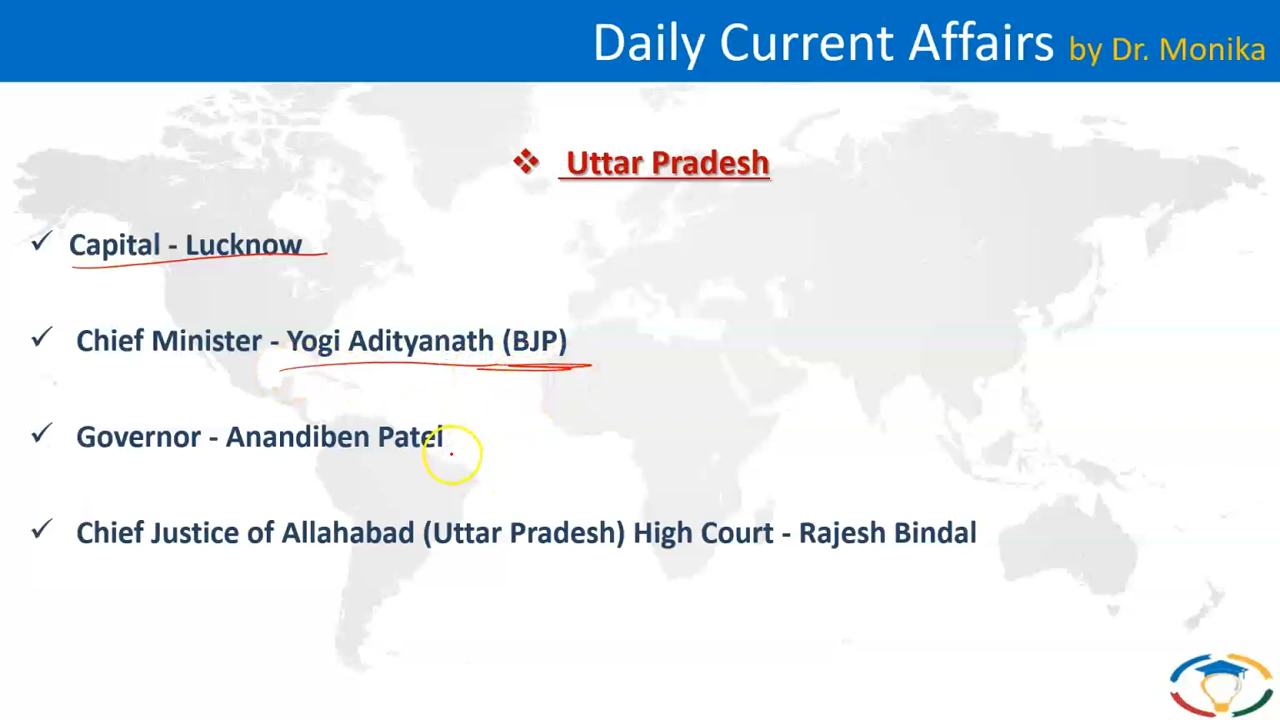 Daily Current Affairs by Dr. Monika
Uttar Pradesh
Capital - Lucknow
Chief Minister - Yogi Adityanath (BJP)
Governor - Anandiben Patel
Chief Justice of Allahabad (Uttar Pradesh) High Court - Rajesh Bindal